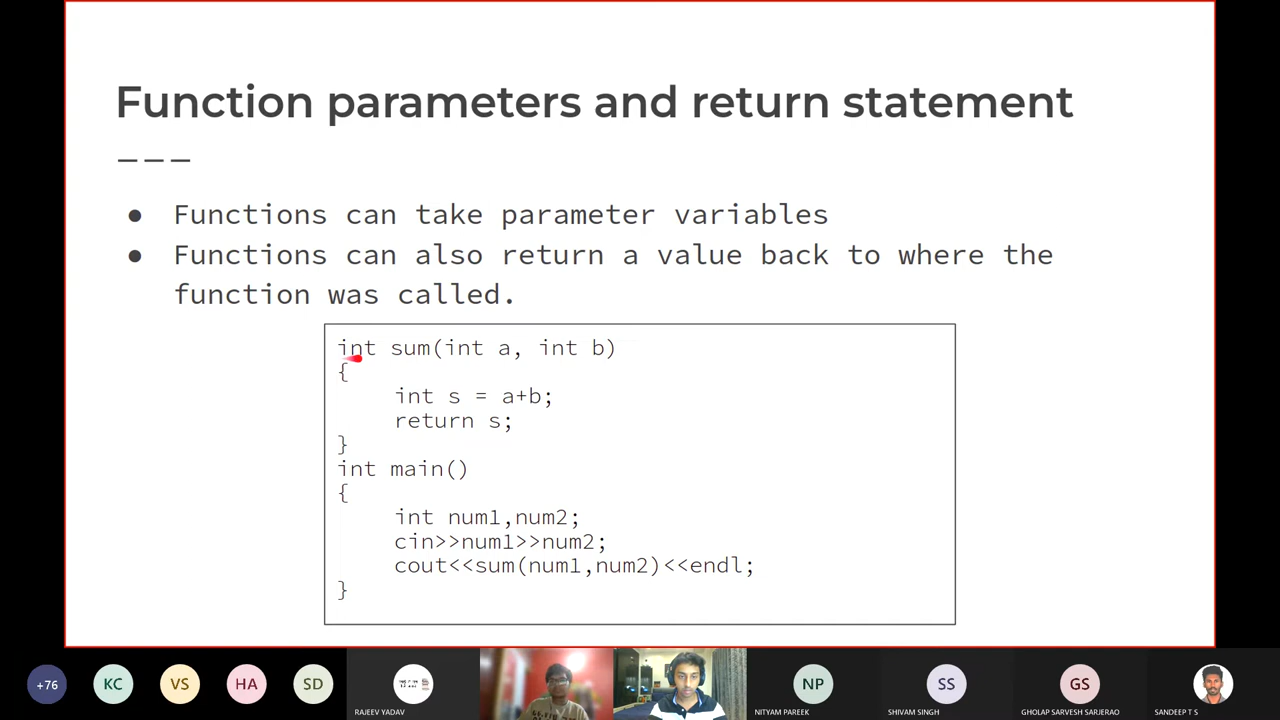 Function parameters and return statement
● Functions can take parameter variables
● Functions can also return a value back to where the
function was called.
int sum(int a, int b)
{
int s = a+b;
return s;
}
int main()
{
int num1,num2;
cin>>num1>>num2;
cout<<sum(num1,num2)<<endl;
}
+76
KC
VS
HA
SD
NP
SS
GS
RAJEEV YADAV
NITYAM PAREEK
SHIVAM SINGH
GHOLAP SARVESH SARJERAO
SANDEEP T S